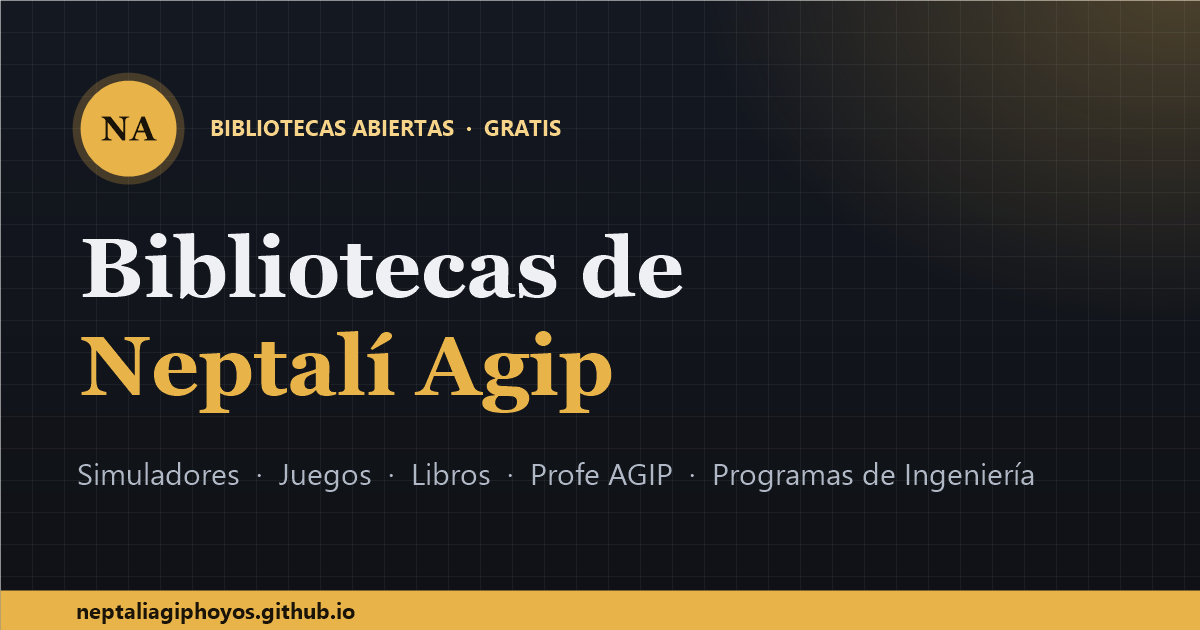 NA
BIBLIOTECAS ABIERTAS · GRATIS
Bibliotecas de
Neptalí Agip
Simuladores · Juegos · Libros · Profe AGIP · Programas de Ingeniería
neptaliagiphoyos.github.io